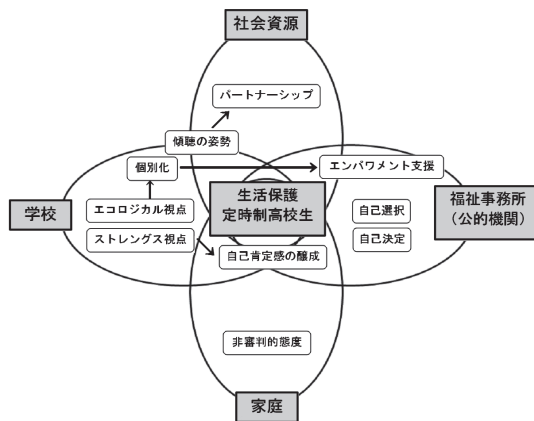 社会資源
パートナーシップ
傾聴の姿勢
個別化
エンパワメント支援
学校
エコロジカル視点
生活保護
定時制高校生
自己選択
福祉事務所
（公的機関）
ストレングス視点
自己決定
自己肯定感の醸成
非審判的態度
家庭